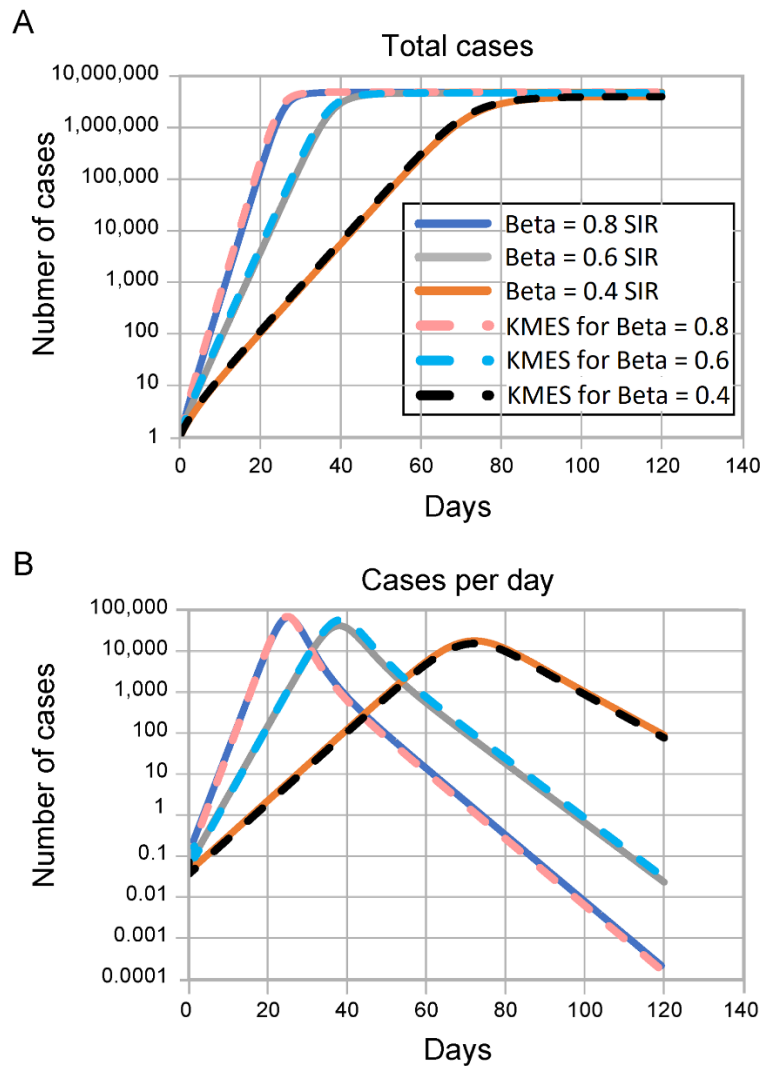 A
Total cases
10,000,000
1,000,000
100,000
10,000
1,000
100
10
1
Nubmer of cases
0 20 40 60 80 100 120 140
Days
Beta = 0.8 SIR
Beta = 0.6 SIR
Beta = 0.4 SIR
KMES for Beta = 0.8
KMES for Beta = 0.6
KMES for Beta = 0.4
B
Cases per day
100,000
10,000
1,000
100
10
1
0.1
0.01
0.001
0.0001
Number of cases
0 20 40 60 80 100 120 140
Days